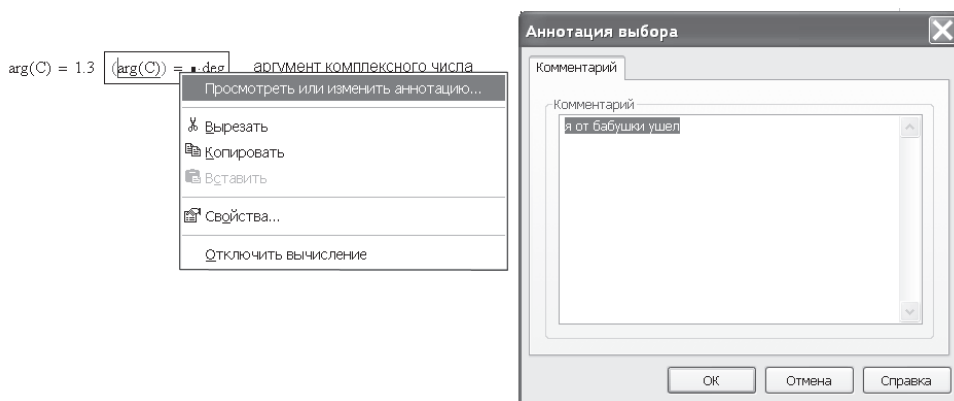 arg(C) = 1.3 (arg(C)) = ▪·deg аргумент комплексного числа
Просмотреть или изменить аннотацию...
Вырезать
Копировать
Вставить
Свойства...
Отключить вычисление
Аннотация выбора
Комментарий
Комментарий
я от бабушки ушел
ОК
Отмена
Справка